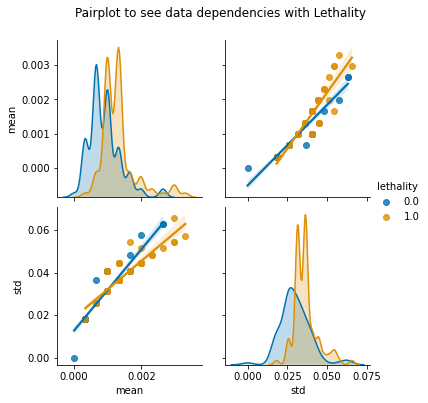 Pairplot to see data dependencies with Lethality
0.003
0.002
0.001
0.000
mean
lethality
0.0
1.0
0.06
0.04
0.02
0.00
std
0.000 0.002
mean
0.000 0.025 0.050 0.075
std